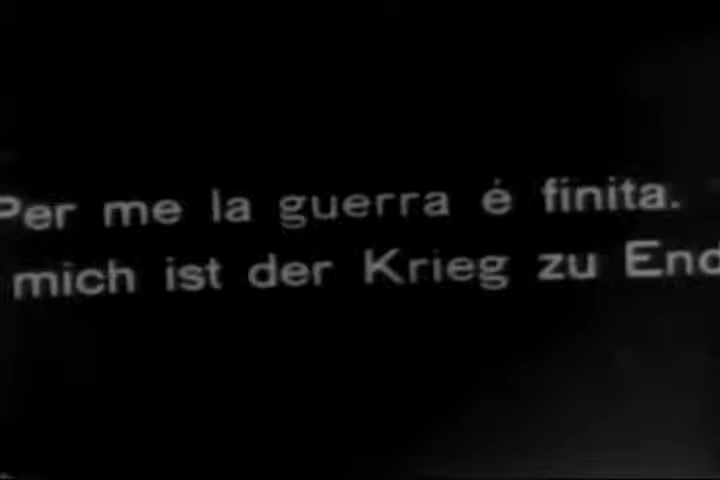 Per me la guerra é finita.
mich ist der Krieg zu End